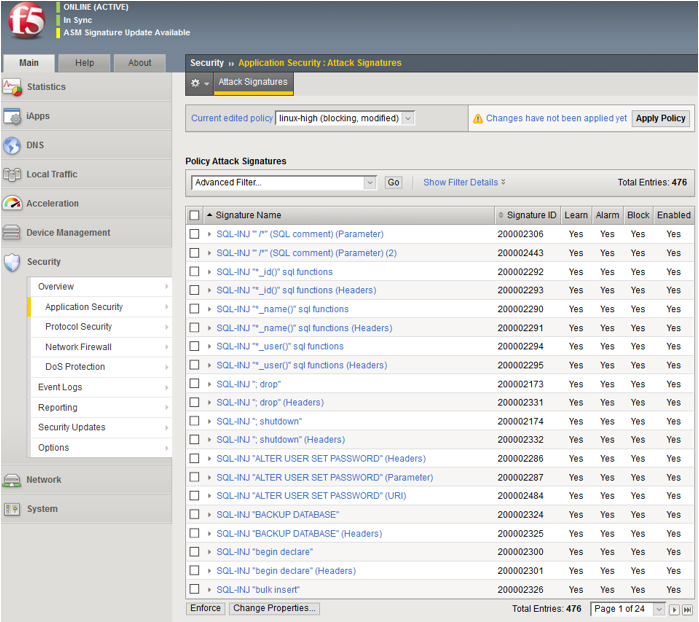 f5
ONLINE (ACTIVE)
In Sync
ASM Signature Update Available
Main Help About
Security ›› Application Security : Attack Signatures
Attack Signatures
Statistics
iApps
DNS
Local Traffic
Acceleration
Device Management
Security
Overview
Application Security
Protocol Security
Network Firewall
DoS Protection
Event Logs
Reporting
Security Updates
Options
Network
System
Current edited policy linux-high (blocking, modified) Changes have not been applied yet Apply Policy
Policy Attack Signatures
Advanced Filter... Go Show Filter Details Total Entries: 476
Signature Name Signature ID Learn Alarm Block Enabled
SQL-INJ "' /*" (SQL comment) (Parameter) 200002306 Yes Yes Yes Yes
SQL-INJ "' /*" (SQL comment) (Parameter) (2) 200002443 Yes Yes Yes Yes
SQL-INJ "*_id()" sql functions 200002292 Yes Yes Yes Yes
SQL-INJ "*_id()" sql functions (Headers) 200002293 Yes Yes Yes Yes
SQL-INJ "*_name()" sql functions 200002290 Yes Yes Yes Yes
SQL-INJ "*_name()" sql functions (Headers) 200002291 Yes Yes Yes Yes
SQL-INJ "*_user()" sql functions 200002294 Yes Yes Yes Yes
SQL-INJ "*_user()" sql functions (Headers) 200002295 Yes Yes Yes Yes
SQL-INJ "; drop" 200002173 Yes Yes Yes Yes
SQL-INJ "; drop" (Headers) 200002331 Yes Yes Yes Yes
SQL-INJ "; shutdown" 200002174 Yes Yes Yes Yes
SQL-INJ "; shutdown" (Headers) 200002332 Yes Yes Yes Yes
SQL-INJ "ALTER USER SET PASSWORD" (Headers) 200002286 Yes Yes Yes Yes
SQL-INJ "ALTER USER SET PASSWORD" (Parameter) 200002287 Yes Yes Yes Yes
SQL-INJ "ALTER USER SET PASSWORD" (URI) 200002484 Yes Yes Yes Yes
SQL-INJ "BACKUP DATABASE" 200002324 Yes Yes Yes Yes
SQL-INJ "BACKUP DATABASE" (Headers) 200002325 Yes Yes Yes Yes
SQL-INJ "begin declare" 200002300 Yes Yes Yes Yes
SQL-INJ "begin declare" (Headers) 200002301 Yes Yes Yes Yes
SQL-INJ "bulk insert" 200002326 Yes Yes Yes Yes
Enforce Change Properties... Total Entries: 476 Page 1 of 24